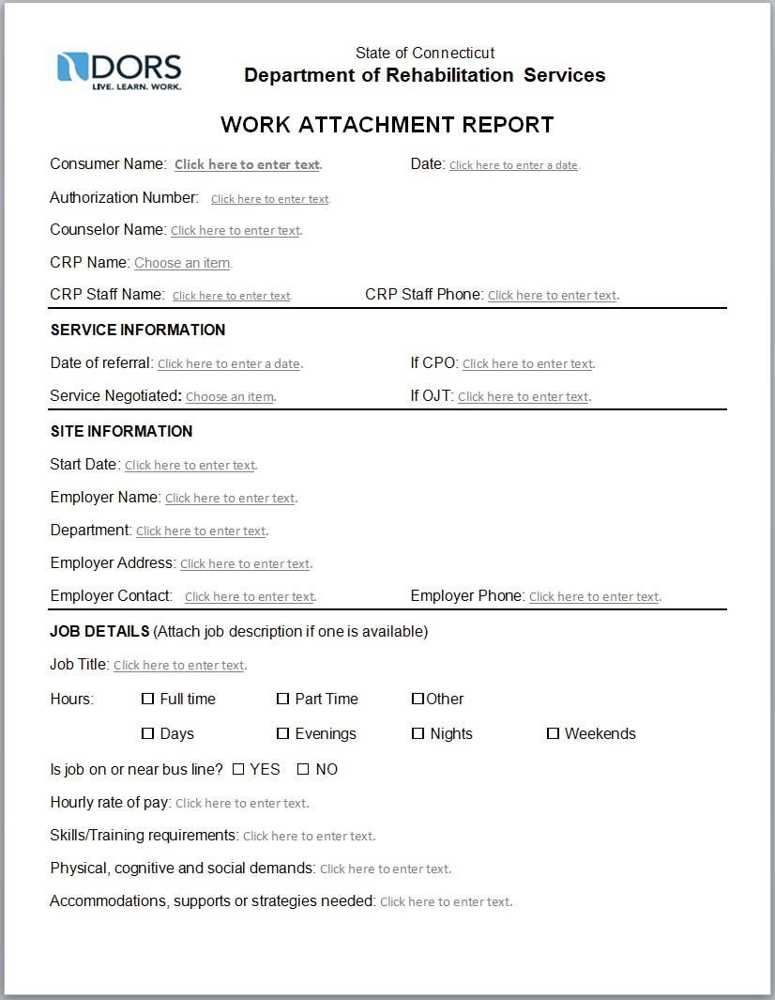 DORS
LIVE. LEARN. WORK.
State of Connecticut
Department of Rehabilitation Services
WORK ATTACHMENT REPORT
Consumer Name: Click here to enter text. Date: Click here to enter a date.
Authorization Number: Click here to enter text.
Counselor Name: Click here to enter text.
CRP Name: Choose an item.
CRP Staff Name: Click here to enter text. CRP Staff Phone: Click here to enter text.
SERVICE INFORMATION
Date of referral: Click here to enter a date. If CPO: Click here to enter text.
Service Negotiated: Choose an item. If OJT: Click here to enter text.
SITE INFORMATION
Start Date: Click here to enter text.
Employer Name: Click here to enter text.
Department: Click here to enter text.
Employer Address: Click here to enter text.
Employer Contact: Click here to enter text. Employer Phone: Click here to enter text.
JOB DETAILS (Attach job description if one is available)
Job Title: Click here to enter text.
Hours: ☐ Full time ☐ Part Time ☐Other
☐ Days ☐ Evenings ☐ Nights ☐ Weekends
Is job on or near bus line? ☐ YES ☐ NO
Hourly rate of pay: Click here to enter text.
Skills/Training requirements: Click here to enter text.
Physical, cognitive and social demands: Click here to enter text.
Accommodations, supports or strategies needed: Click here to enter text.